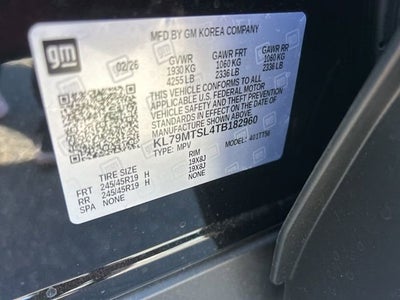 gm
MFD BY GM KOREA COMPANY
02/26
GVWR GAWR FRT GAWR RR
1930 KG 1060 KG 1060 KG
4255 LB 2336 LB 2336 LB
THIS VEHICLE CONFORMS TO ALL
APPLICABLE U.S. FEDERAL MOTOR
VEHICLE SAFETY AND THEFT PREVENTION
STANDARDS IN EFFECT ON THE DATE OF
MANUFACTURE SHOWN ABOVE.
KL79MTSL4TB182960
TYPE: MPV MODEL: 4D1TT56
TIRE SIZE RIM
FRT 245/45R19 H 19X8J
RR 245/45R19 H 19X8J
SPA NONE NONE